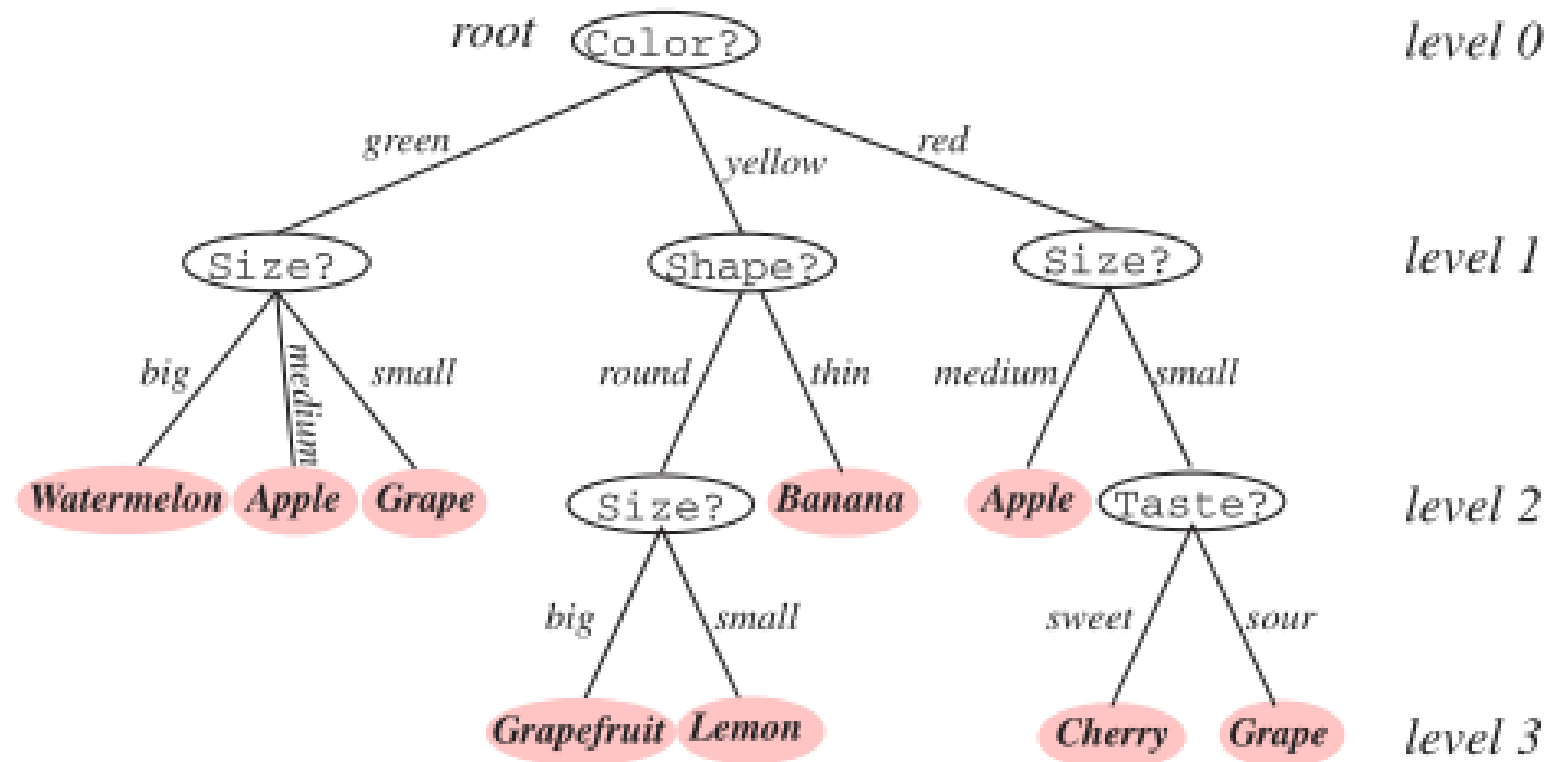 root Color? level 0
green yellow red
Size? Shape? Size? level 1
big medium small round thin medium small
Watermelon Apple Grape Size? Banana Apple Taste? level 2
big small sweet sour
Grapefruit Lemon Cherry Grape level 3